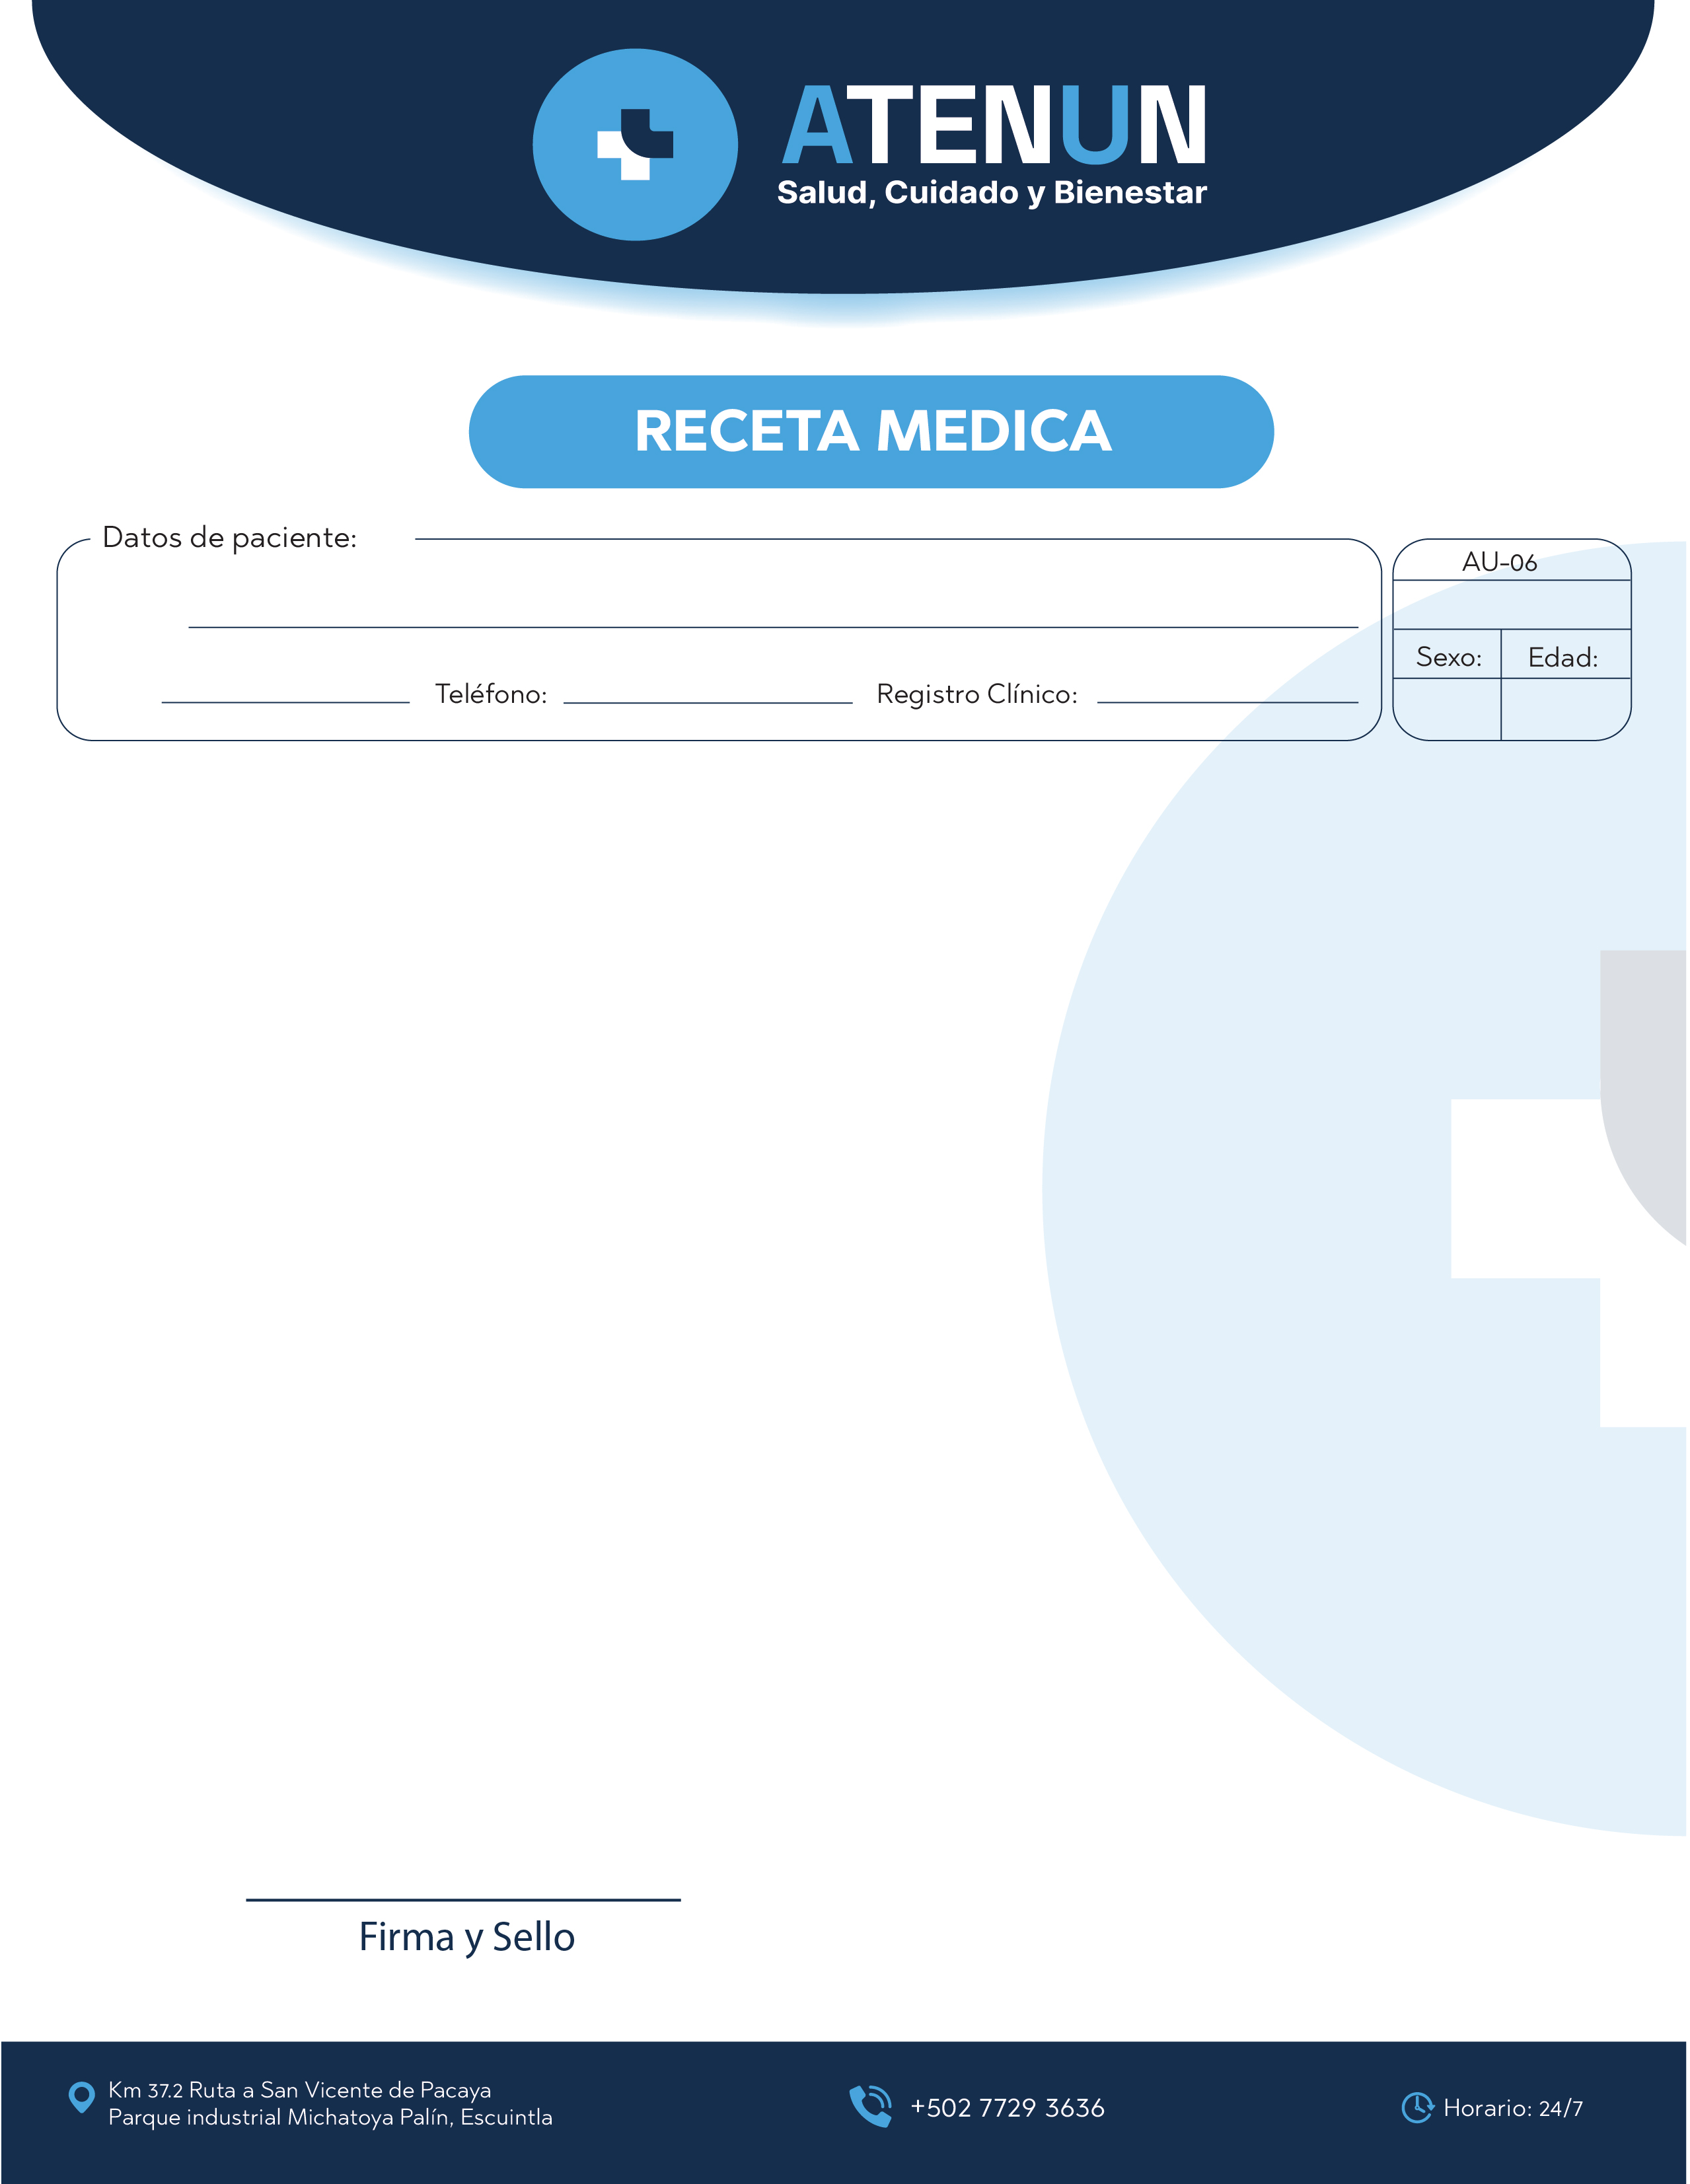 ATENUN
Salud, Cuidado y Bienestar
RECETA MEDICA
Datos de paciente:
AU-06
Sexo: Edad:
Teléfono: Registro Clínico:
Firma y Sello
Km 37.2 Ruta a San Vicente de Pacaya
Parque industrial Michatoya Palín, Escuintla
+502 7729 3636
Horario: 24/7